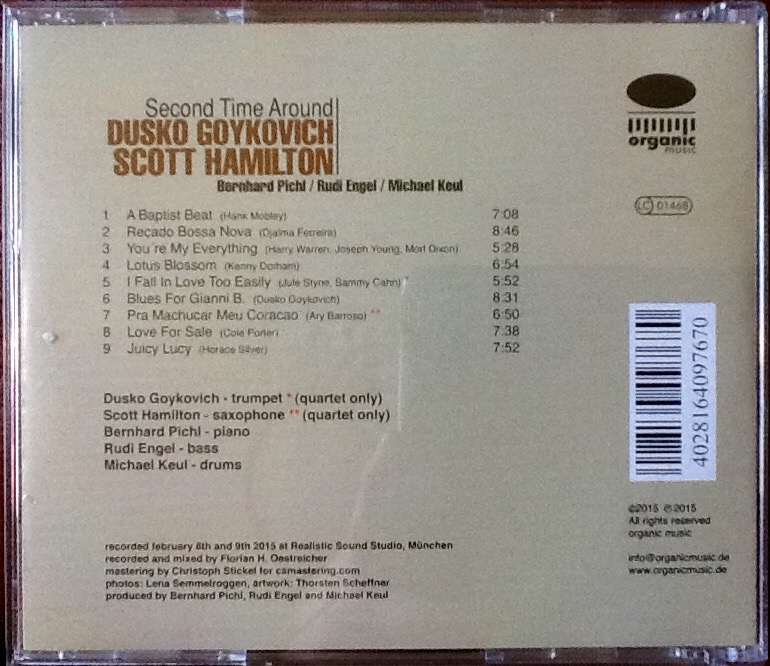 Second Time Around
DUSKO GOYKOVICH
SCOTT HAMILTON
Bernhard Pichl / Rudi Engel / Michael Keul
organic
music
LC 01468
1 A Baptist Beat (Hank Mobley) 7:08
2 Recado Bossa Nova (Djalma Ferreira) 8:46
3 You're My Everything (Harry Warren, Joseph Young, Mort Dixon) 5:28
4 Lotus Blossom (Kenny Dorham) 6:54
5 I Fall In Love Too Easily (Jule Styne, Sammy Cahn) * 5:52
6 Blues For Gianni B. (Dusko Goykovich) 8:31
7 Pra Machucar Meu Coracao (Ary Barroso) ** 6:50
8 Love For Sale (Cole Porter) 7:38
9 Juicy Lucy (Horace Silver) 7:52
Dusko Goykovich - trumpet * (quartet only)
Scott Hamilton - saxophone ** (quartet only)
Bernhard Pichl - piano
Rudi Engel - bass
Michael Keul - drums
4028164097670
recorded february 8th and 9th 2015 at Realistic Sound Studio, München
recorded and mixed by Florian H. Oestreicher
mastering by Christoph Stickel for csmastering.com
photos: Lena Semmelroggen, artwork: Thorsten Scheffner
produced by Bernhard Pichl, Rudi Engel and Michael Keul
©2015 ℗2015
All rights reserved
organic music
info@organicmusic.de
www.organicmusic.de